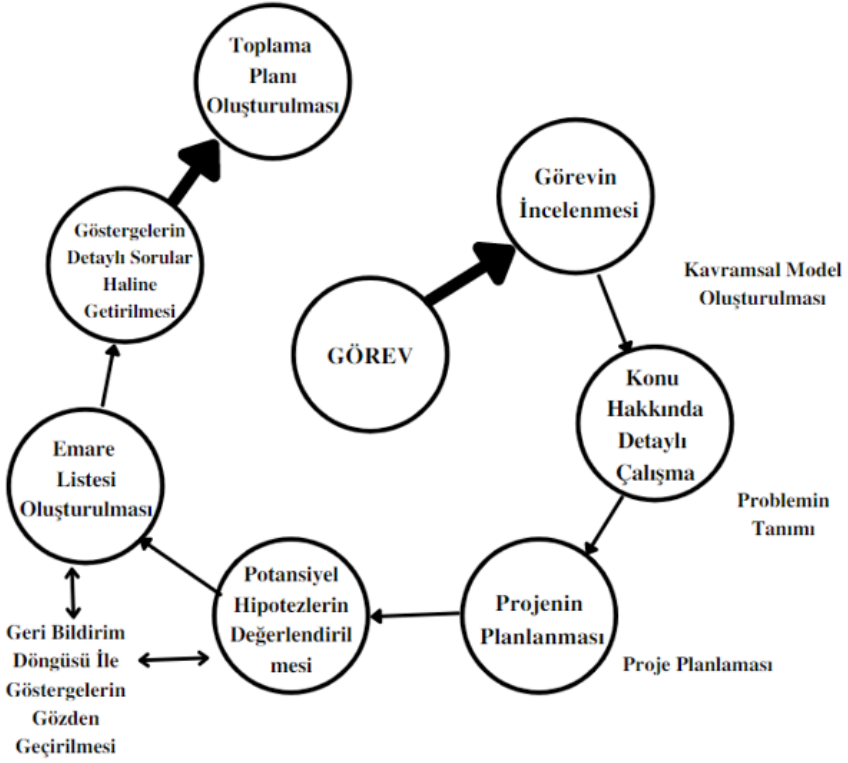 Toplama
Planı
Oluşturulması
Görevin
İncelenmesi
Göstergelerin
Detaylı Sorular
Haline
Getirilmesi
Kavramsal Model
Oluşturulması
GÖREV
Konu
Hakkında
Detaylı
Çalışma
Emare
Listesi
Oluşturulması
Problemin
Tanımı
Potansiyel
Hipotezlerin
Değerlendiril
mesi
Projenin
Planlanması
Geri Bildirim
Döngüsü İle
Göstergelerin
Gözden
Geçirilmesi
Proje Planlaması